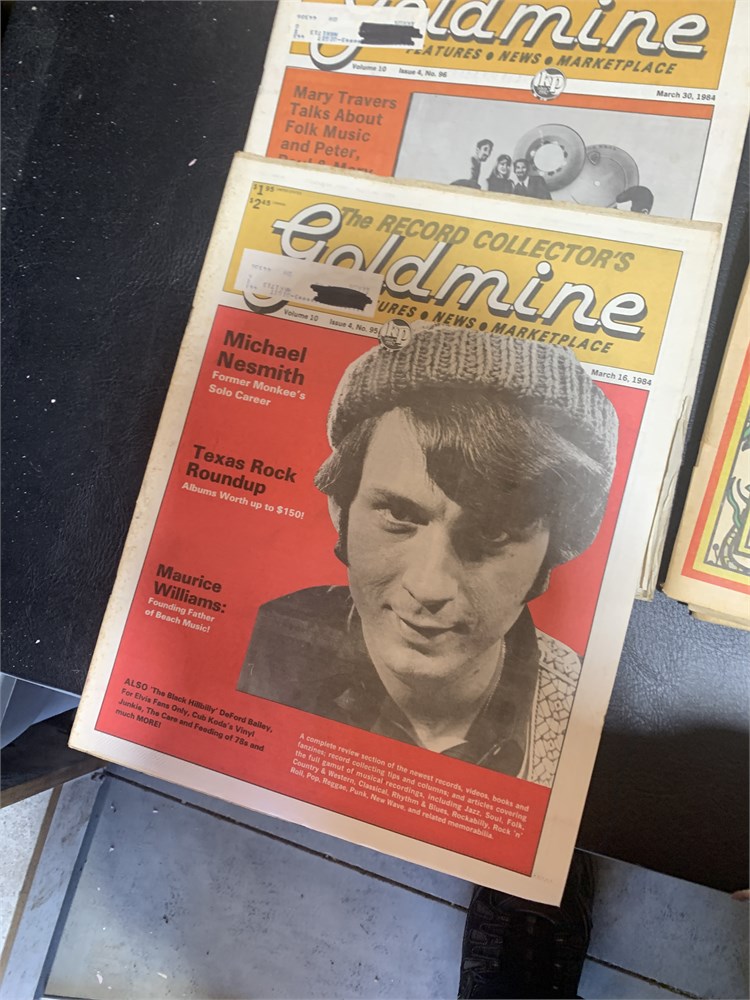 Goldmine
FEATURES • NEWS • MARKETPLACE
Volume 10 Issue 4, No. 96
kp
March 30, 1984
Mary Travers
Talks About
Folk Music
and Peter,
Paul & Mary
$1.95
$2.45
The RECORD COLLECTOR'S
Goldmine
URES • NEWS • MARKETPLACE
Volume 10 Issue 4, No. 95
kp
March 16, 1984
Michael
Nesmith
Former Monkee's
Solo Career
Texas Rock
Roundup
Albums Worth up to $150!
Maurice
Williams:
Founding Father
of Beach Music!
ALSO 'The Black Hillbilly' DeFord Bailey,
For Elvis Fans Only, Cub Koda's Vinyl
Junkie, The Care and Feeding of 78s and
much MORE!
A complete review section of the newest records, videos, books and
fanzines; record collecting tips and columns; and articles covering
the full gamut of musical recordings, including Jazz, Soul, Folk,
Country & Western, Classical, Rhythm & Blues, Rockabilly, Rock 'n'
Roll, Pop, Reggae, Punk, New Wave, and related memorabilia.